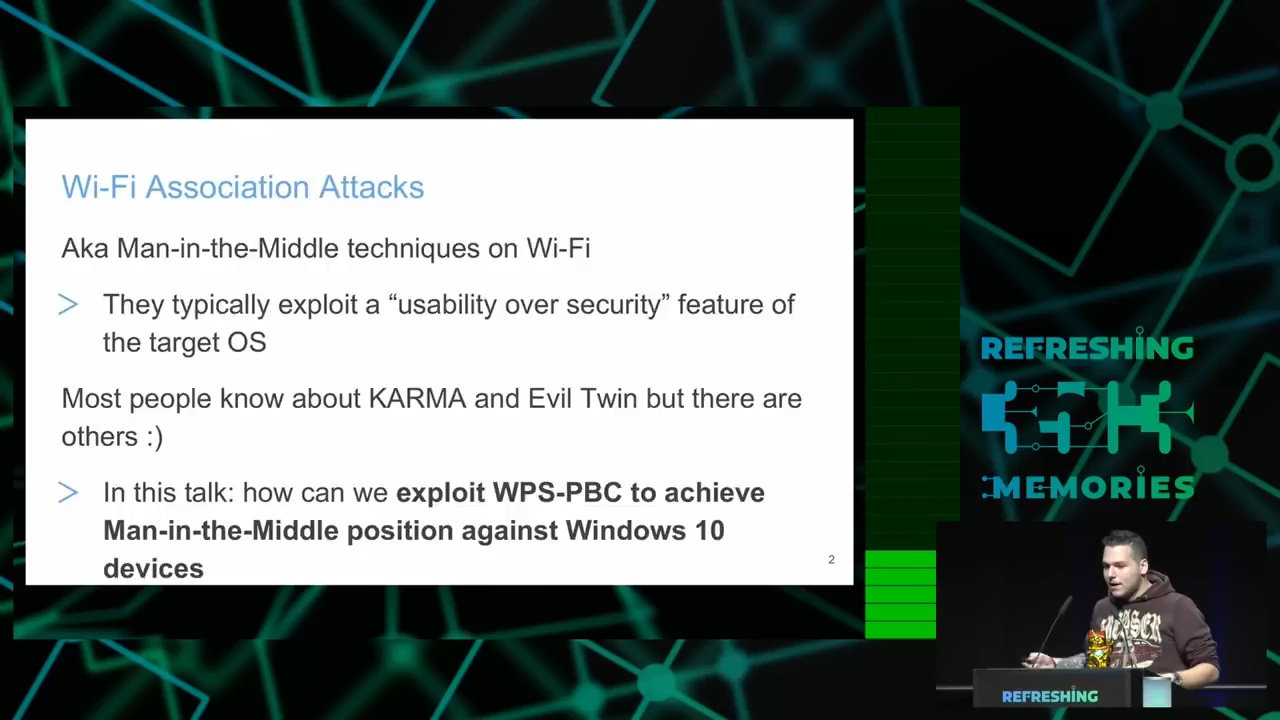 Wi-Fi Association Attacks
Aka Man-in-the-Middle techniques on Wi-Fi
> They typically exploit a “usability over security” feature of
the target OS
Most people know about KARMA and Evil Twin but there are
others :)
> In this talk: how can we exploit WPS-PBC to achieve
Man-in-the-Middle position against Windows 10
devices
2
REFRESHING
35C3
MEMORIES
REFRESHING